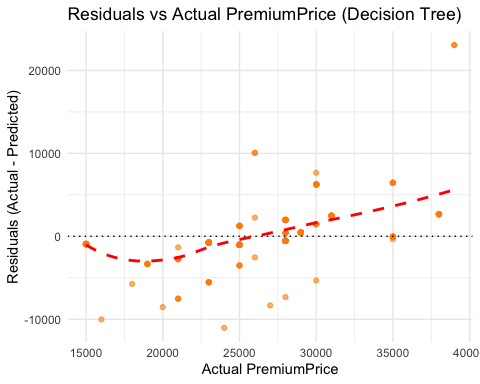 Residuals vs Actual PremiumPrice (Decision Tree)
Residuals (Actual - Predicted)
20000
10000
0
-10000
15000 20000 25000 30000 35000 40000
Actual PremiumPrice